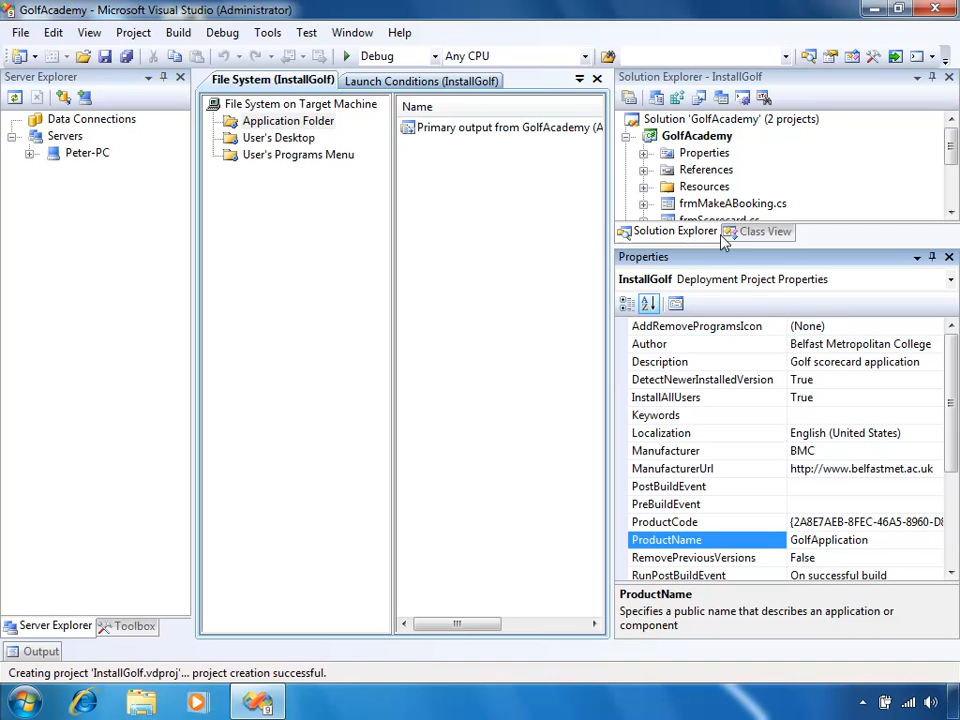 GolfAcademy - Microsoft Visual Studio (Administrator)
File Edit View Project Build Debug Tools Test Window Help
Debug Any CPU
Server Explorer
Data Connections
Servers
Peter-PC
Server Explorer Toolbox
Output
File System (InstallGolf) Launch Conditions (InstallGolf)
File System on Target Machine
Application Folder
User's Desktop
User's Programs Menu
Name
Primary output from GolfAcademy (A
Solution Explorer - InstallGolf
Solution 'GolfAcademy' (2 projects)
GolfAcademy
Properties
References
Resources
frmMakeABooking.cs
frmScorecard.cs
Solution Explorer Class View
Properties
InstallGolf Deployment Project Properties
AddRemoveProgramsIcon (None)
Author Belfast Metropolitan College
Description Golf scorecard application
DetectNewerInstalledVersion True
InstallAllUsers True
Keywords
Localization English (United States)
Manufacturer BMC
ManufacturerUrl http://www.belfastmet.ac.uk
PostBuildEvent
PreBuildEvent
ProductCode {2A8E7AEB-8FEC-46A5-8960-D8
ProductName GolfApplication
RemovePreviousVersions False
RunPostBuildEvent On successful build
ProductName
Specifies a public name that describes an application or
component
Creating project 'InstallGolf.vdproj'... project creation successful.
9